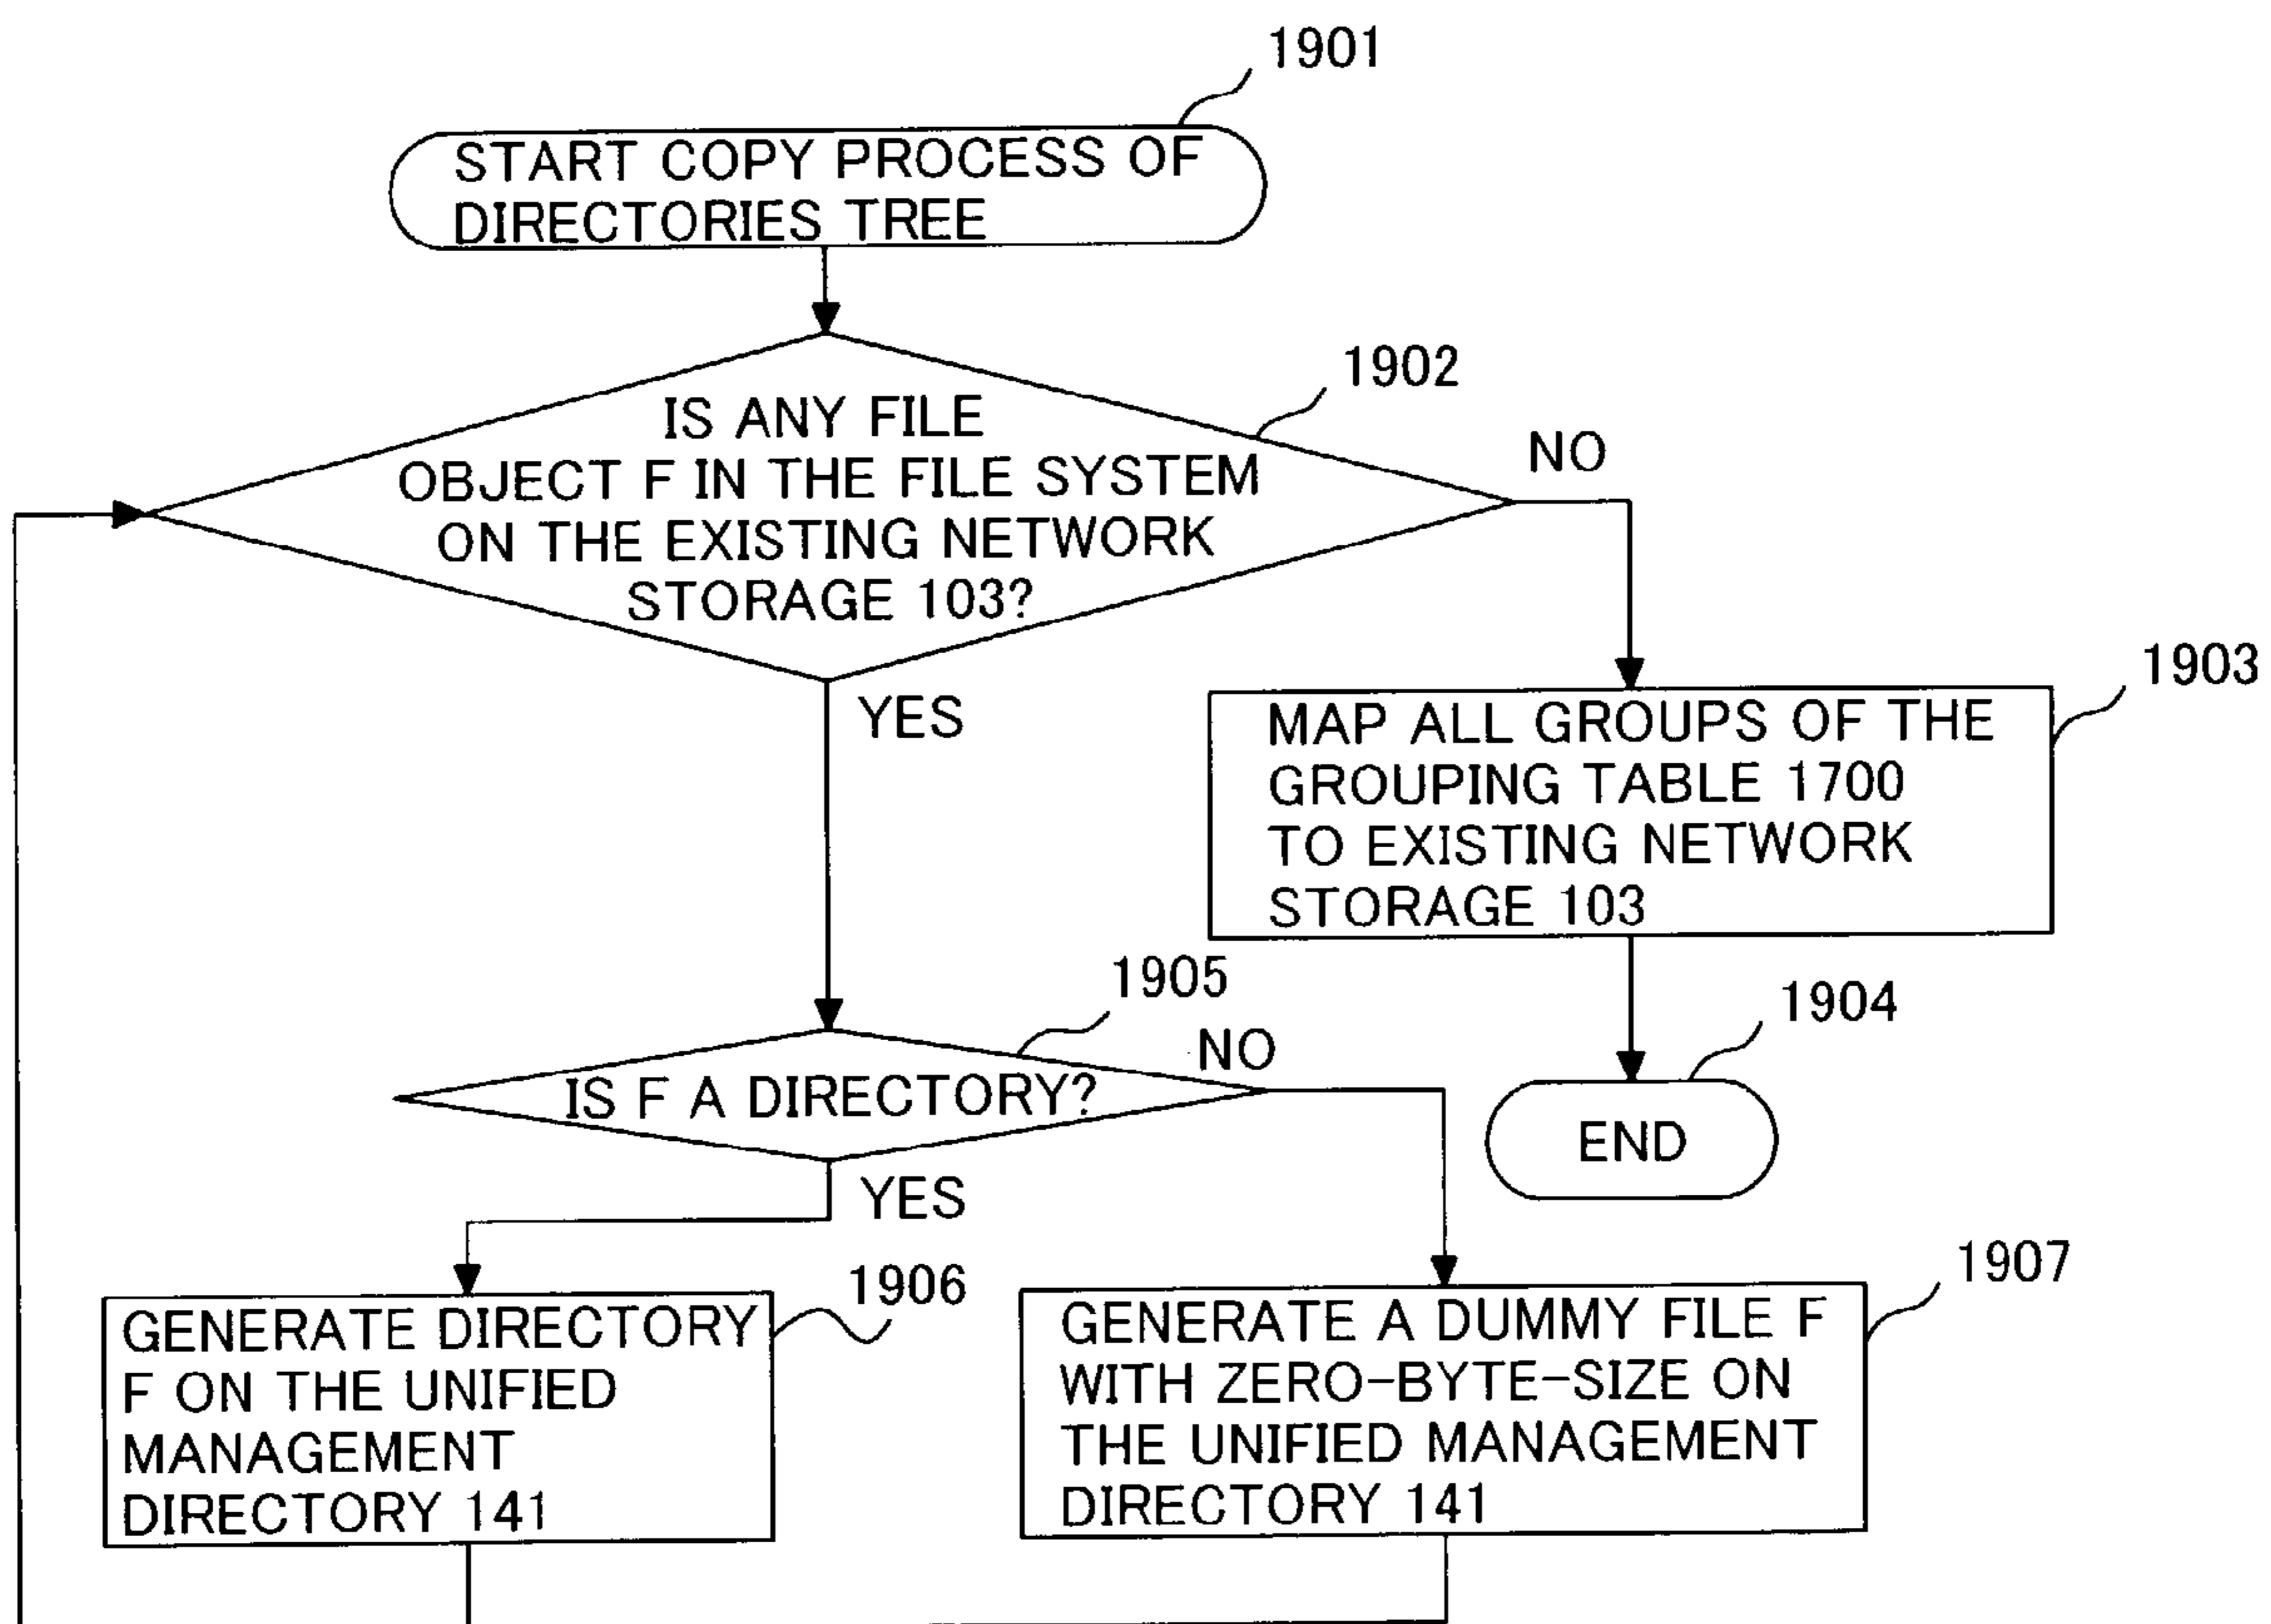 1901
START COPY PROCESS OF
DIRECTORIES TREE
1902
IS ANY FILE
OBJECT F IN THE FILE SYSTEM
ON THE EXISTING NETWORK
STORAGE 103?
NO
YES
1903
MAP ALL GROUPS OF THE
GROUPING TABLE 1700
TO EXISTING NETWORK
STORAGE 103
1904
END
1905
IS F A DIRECTORY?
NO
YES
1906
GENERATE DIRECTORY
F ON THE UNIFIED
MANAGEMENT
DIRECTORY 141
1907
GENERATE A DUMMY FILE F
WITH ZERO-BYTE-SIZE ON
THE UNIFIED MANAGEMENT
DIRECTORY 141